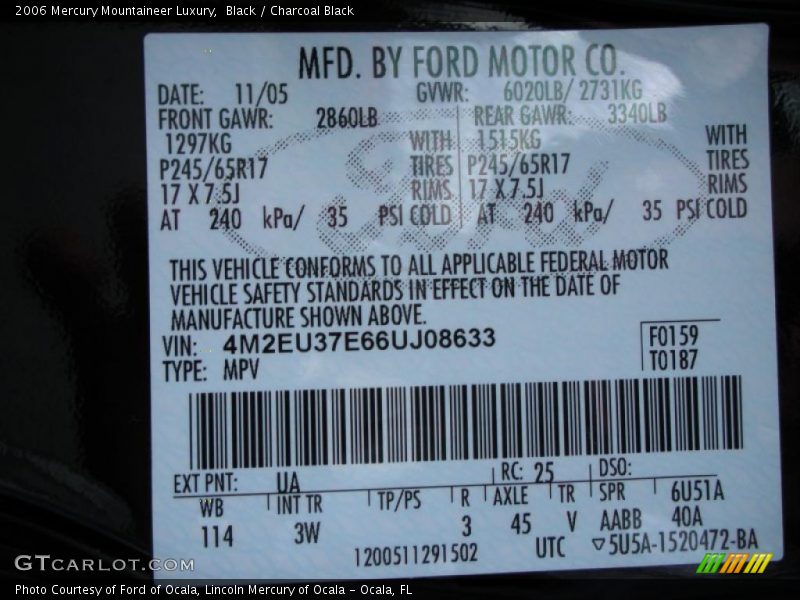 2006 Mercury Mountaineer Luxury,  Black / Charcoal Black
MFD. BY FORD MOTOR CO.
DATE: 11/05 GVWR: 6020LB/ 2731KG
FRONT GAWR: 2860LB REAR GAWR: 3340LB
1297KG WITH 1515KG WITH
P245/65R17 TIRES P245/65R17 TIRES
17 X 7.5J RIMS 17 X 7.5J RIMS
AT 240 kPa/ 35 PSI COLD AT 240 kPa/ 35 PSI COLD
Ford
THIS VEHICLE CONFORMS TO ALL APPLICABLE FEDERAL MOTOR
VEHICLE SAFETY STANDARDS IN EFFECT ON THE DATE OF
MANUFACTURE SHOWN ABOVE.
VIN: 4M2EU37E66UJ08633 F0159
TYPE: MPV T0187
EXT PNT: UA RC: 25 DSO:
WB INT TR TP/PS R AXLE TR SPR 6U51A
114 3W 3 45 V AABB 40A
1200511291502 UTC ▽5U5A-1520472-BA
GTCARLOT.COM
Photo Courtesy of Ford of Ocala, Lincoln Mercury of Ocala – Ocala, FL